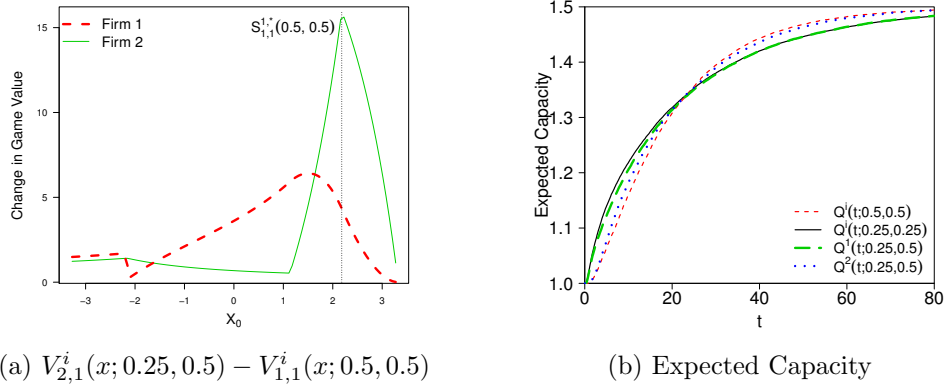 Firm 1
Firm 2
S^{1,*}_{1,1}(0.5, 0.5)
Change in Game Value
15
10
5
0
−3 −2 −1 0 1 2 3
X_0
(a) V^i_{2,1}(x; 0.25, 0.5) − V^i_{1,1}(x; 0.5, 0.5)
Expected Capacity
1.5
1.4
1.3
1.2
1.1
1.0
Q^i(t;0.5,0.5)
Q^i(t;0.25,0.25)
Q^1(t;0.25,0.5)
Q^2(t;0.25,0.5)
0 20 40 60 80
t
(b) Expected Capacity